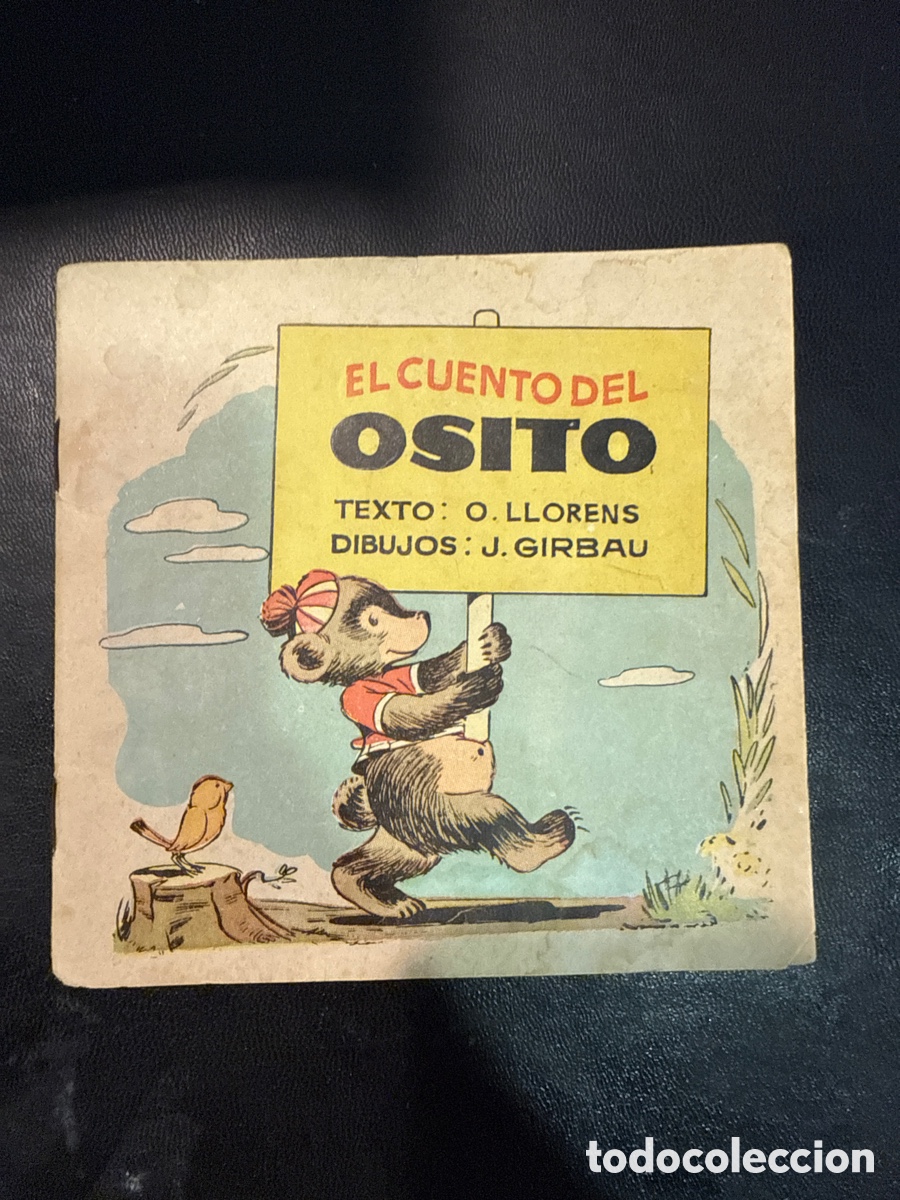 EL CUENTO DEL
OSITO
TEXTO: O. LLORENS
DIBUJOS: J. GIRBAU
todocoleccion